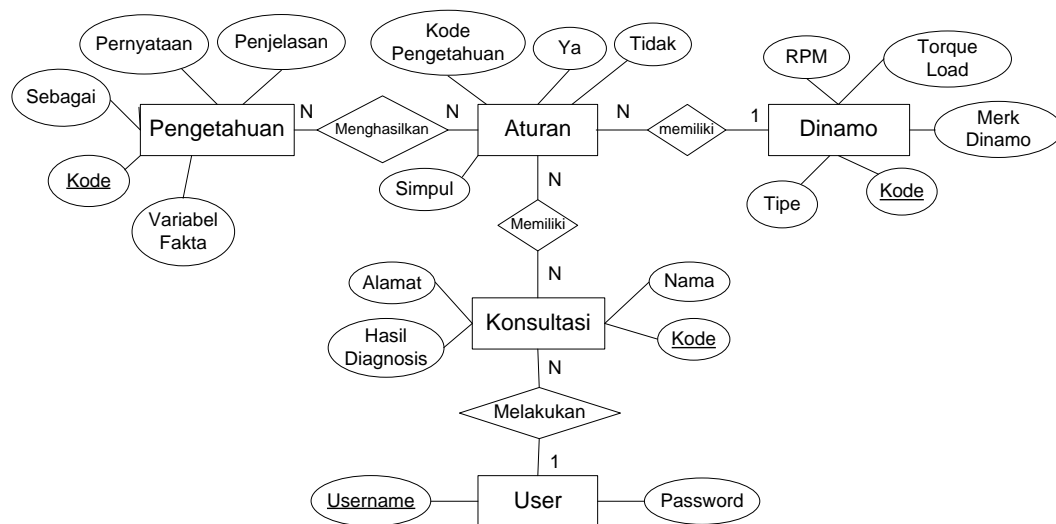 Pernyataan
Penjelasan
Kode
Pengetahuan
Ya
Tidak
RPM
Torque
Load
Sebagai
Pengetahuan
N
Menghasilkan
N
Aturan
N
memiliki
1
Dinamo
Merk
Dinamo
Kode
Variabel
Fakta
Simpul
N
Tipe
Kode
Memiliki
N
Alamat
Nama
Konsultasi
Hasil
Diagnosis
Kode
N
Melakukan
1
Username
User
Password